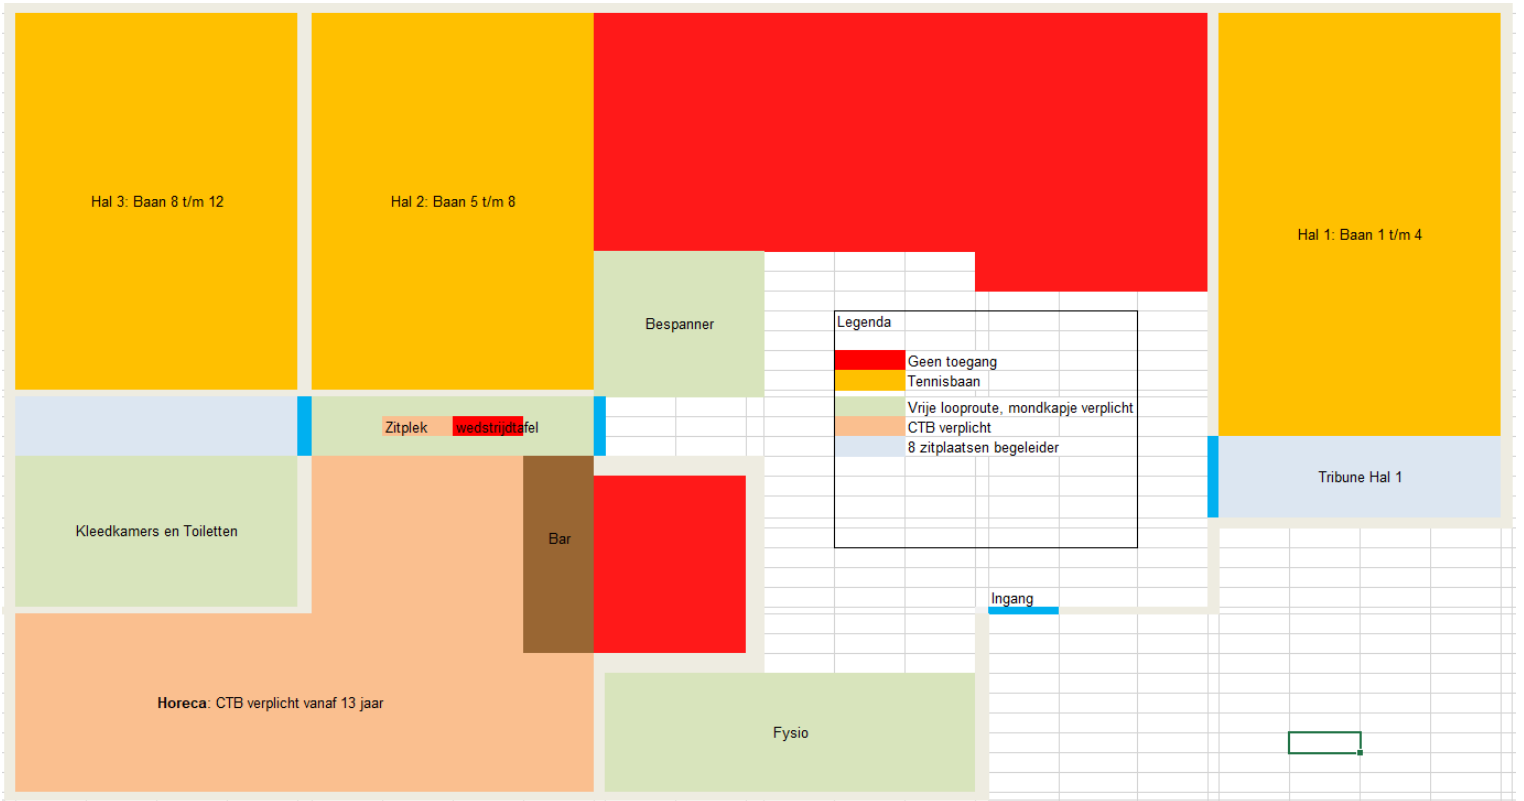 Hal 3: Baan 8 t/m 12
Hal 2: Baan 5 t/m 8
Hal 1: Baan 1 t/m 4
Bespanner
Legenda
Geen toegang
Tennisbaan
Vrije looproute, mondkapje verplicht
CTB verplicht
8 zitplaatsen begeleider
Zitplek
wedstrijdtafel
Tribune Hal 1
Kleedkamers en Toiletten
Bar
Ingang
Horeca: CTB verplicht vanaf 13 jaar
Fysio